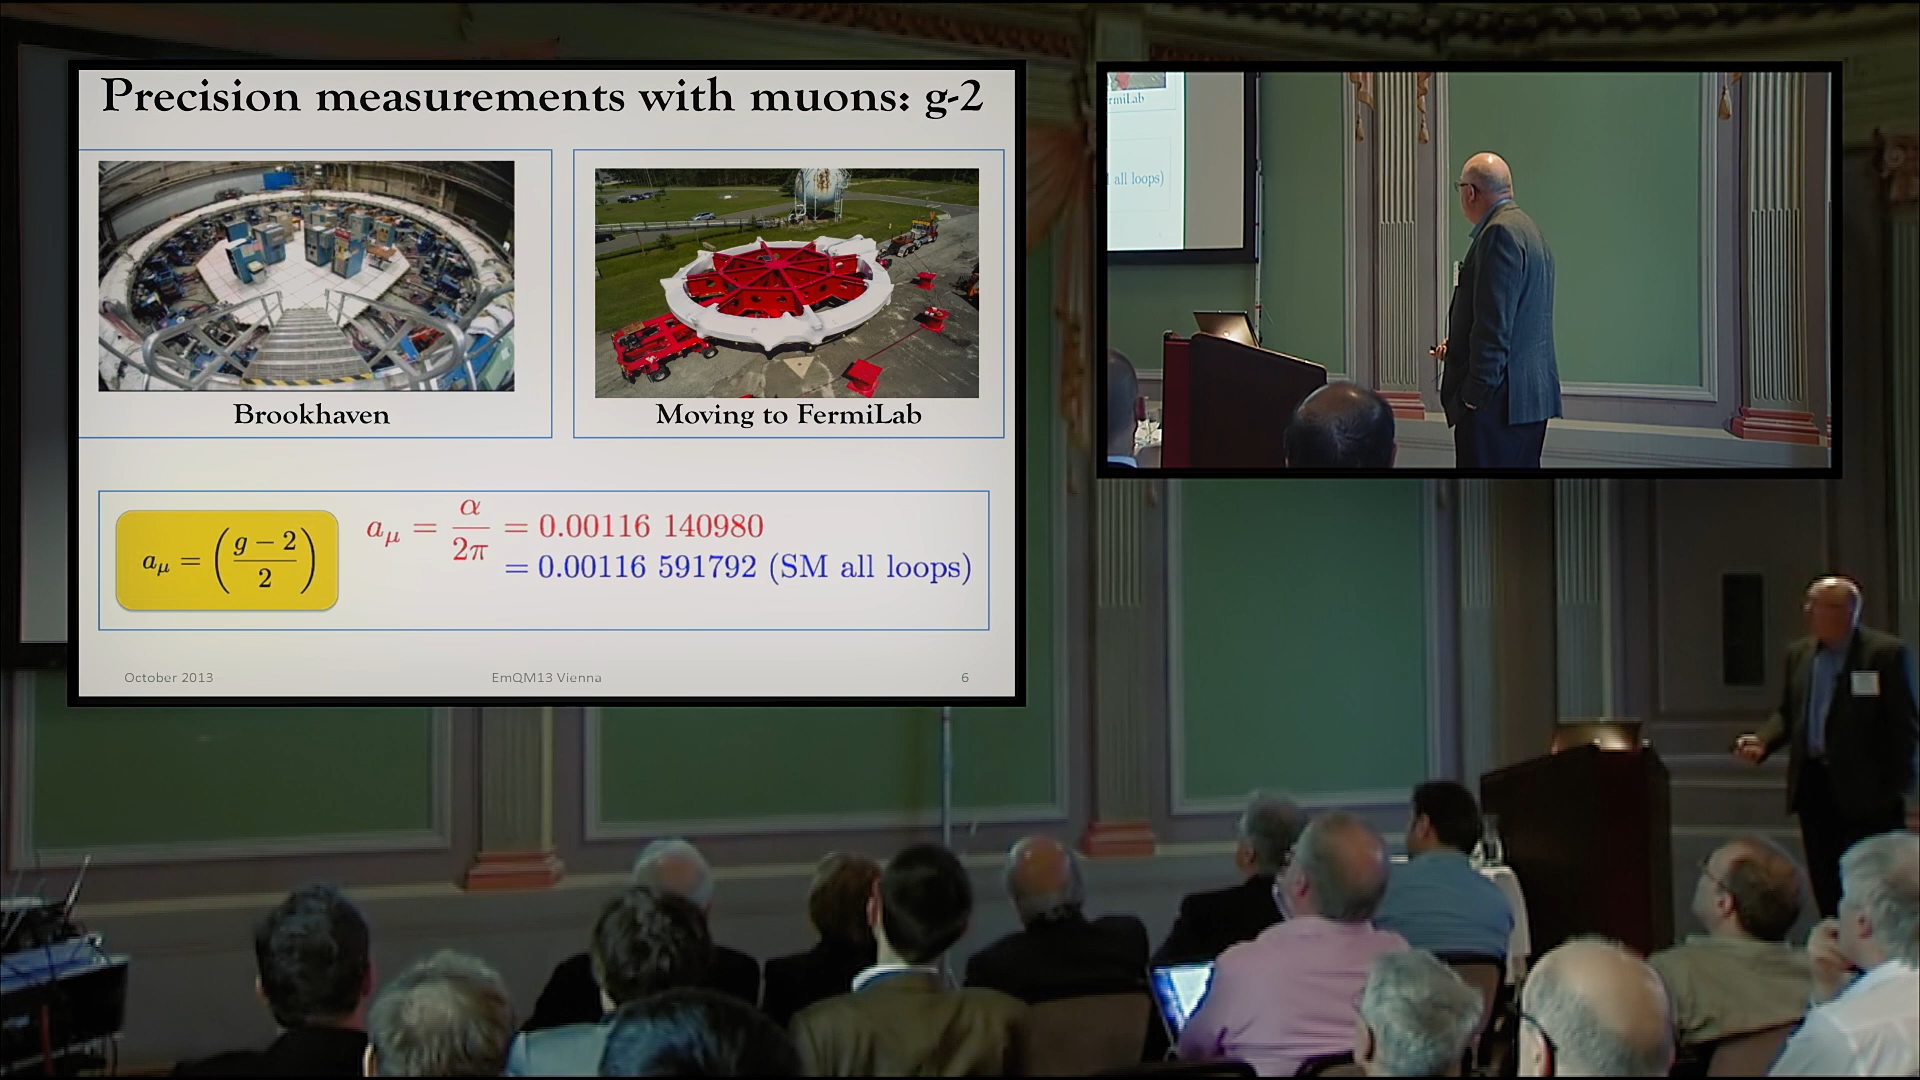 Precision measurements with muons: g-2
Brookhaven
Moving to FermiLab
a_μ = ((g − 2)/2)
a_μ = α/2π = 0.00116 140980
= 0.00116 591792 (SM all loops)
October 2013
EmQM13 Vienna
6
rmiLab
all loops)